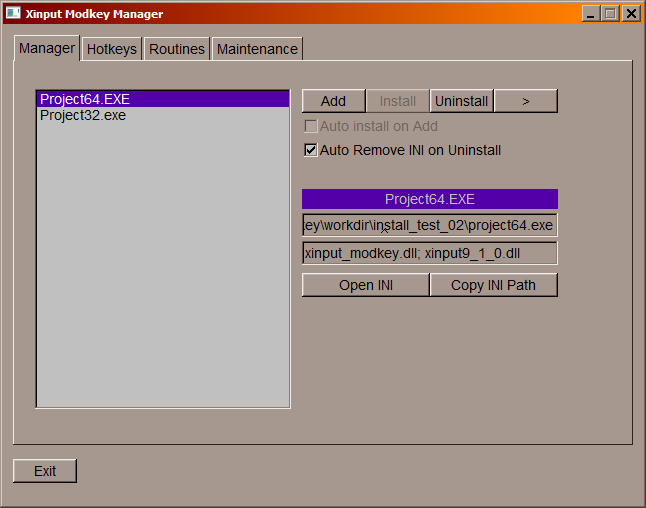 Xinput Modkey Manager
Manager Hotkeys Routines Maintenance
Project64.EXE
Project32.exe
Add Install Uninstall >
Auto install on Add
Auto Remove INI on Uninstall
Project64.EXE
ey\workdir\install_test_02\project64.exe
xinput_modkey.dll; xinput9_1_0.dll
Open INI Copy INI Path
Exit